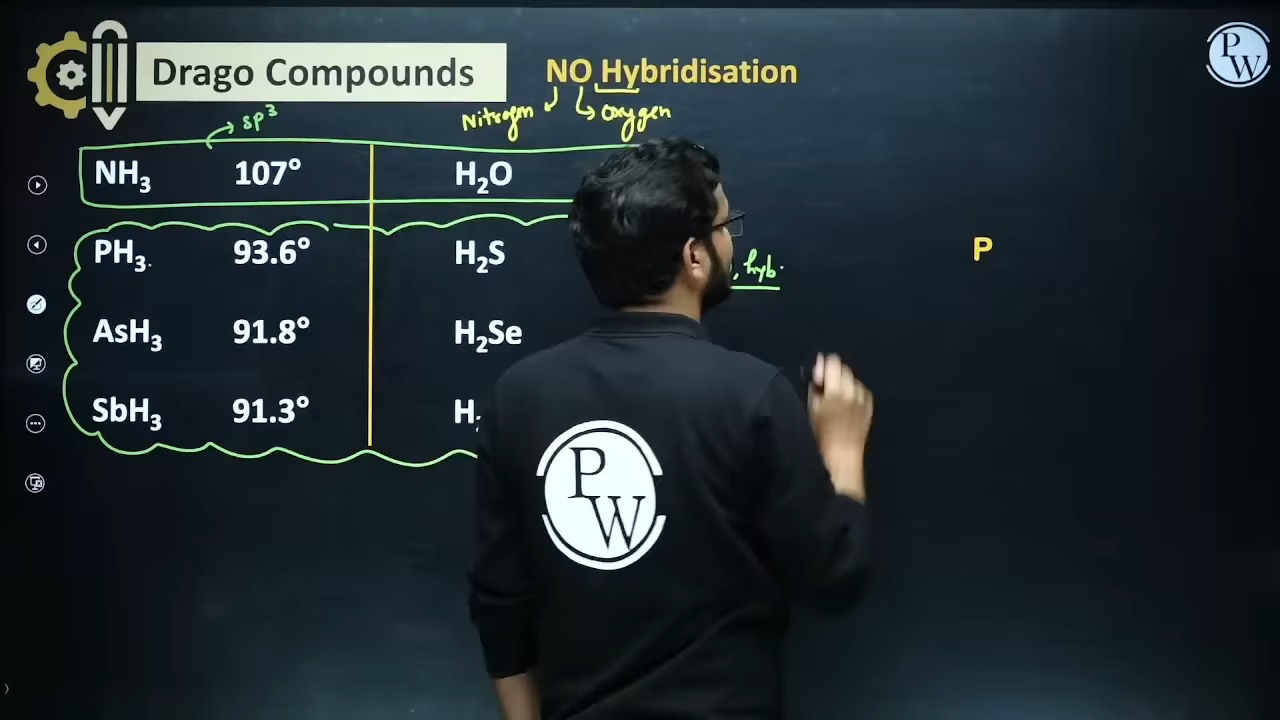 Drago Compounds NO Hybridisation
PW
Nitrogen oxygen
sp³
NH₃ 107° H₂O
PH₃ 93.6° H₂S
hyb.
P
AsH₃ 91.8° H₂Se
SbH₃ 91.3° H
PW